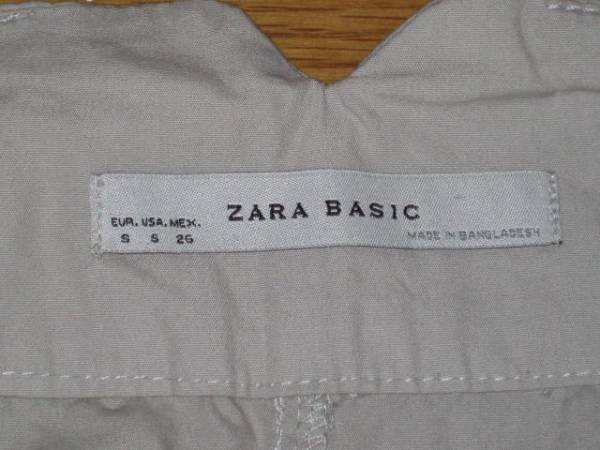 ZARA BASIC
EUR. USA. MEX.
S S 26
MADE IN BANGLADESH